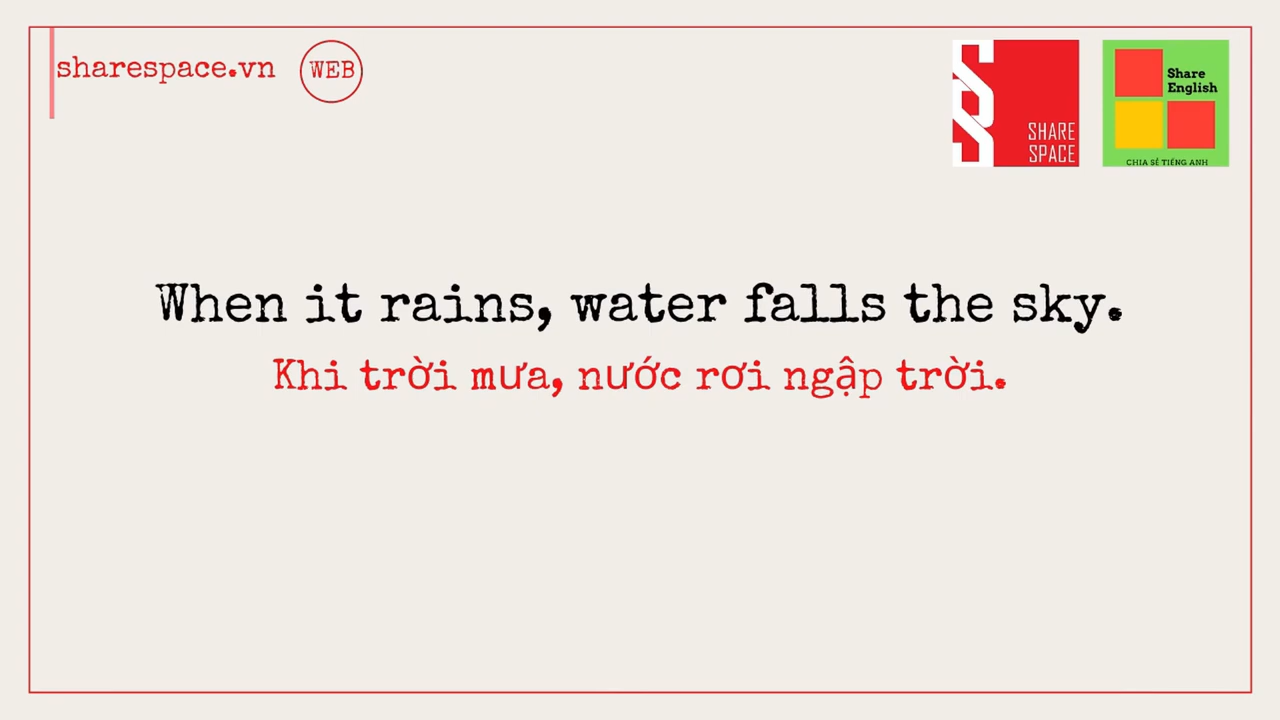 sharespace.vn WEB
SHARE
SPACE
Share
English
CHIA SẺ TIẾNG ANH
When it rains, water falls the sky.
Khi trời mưa, nước rơi ngập trời.